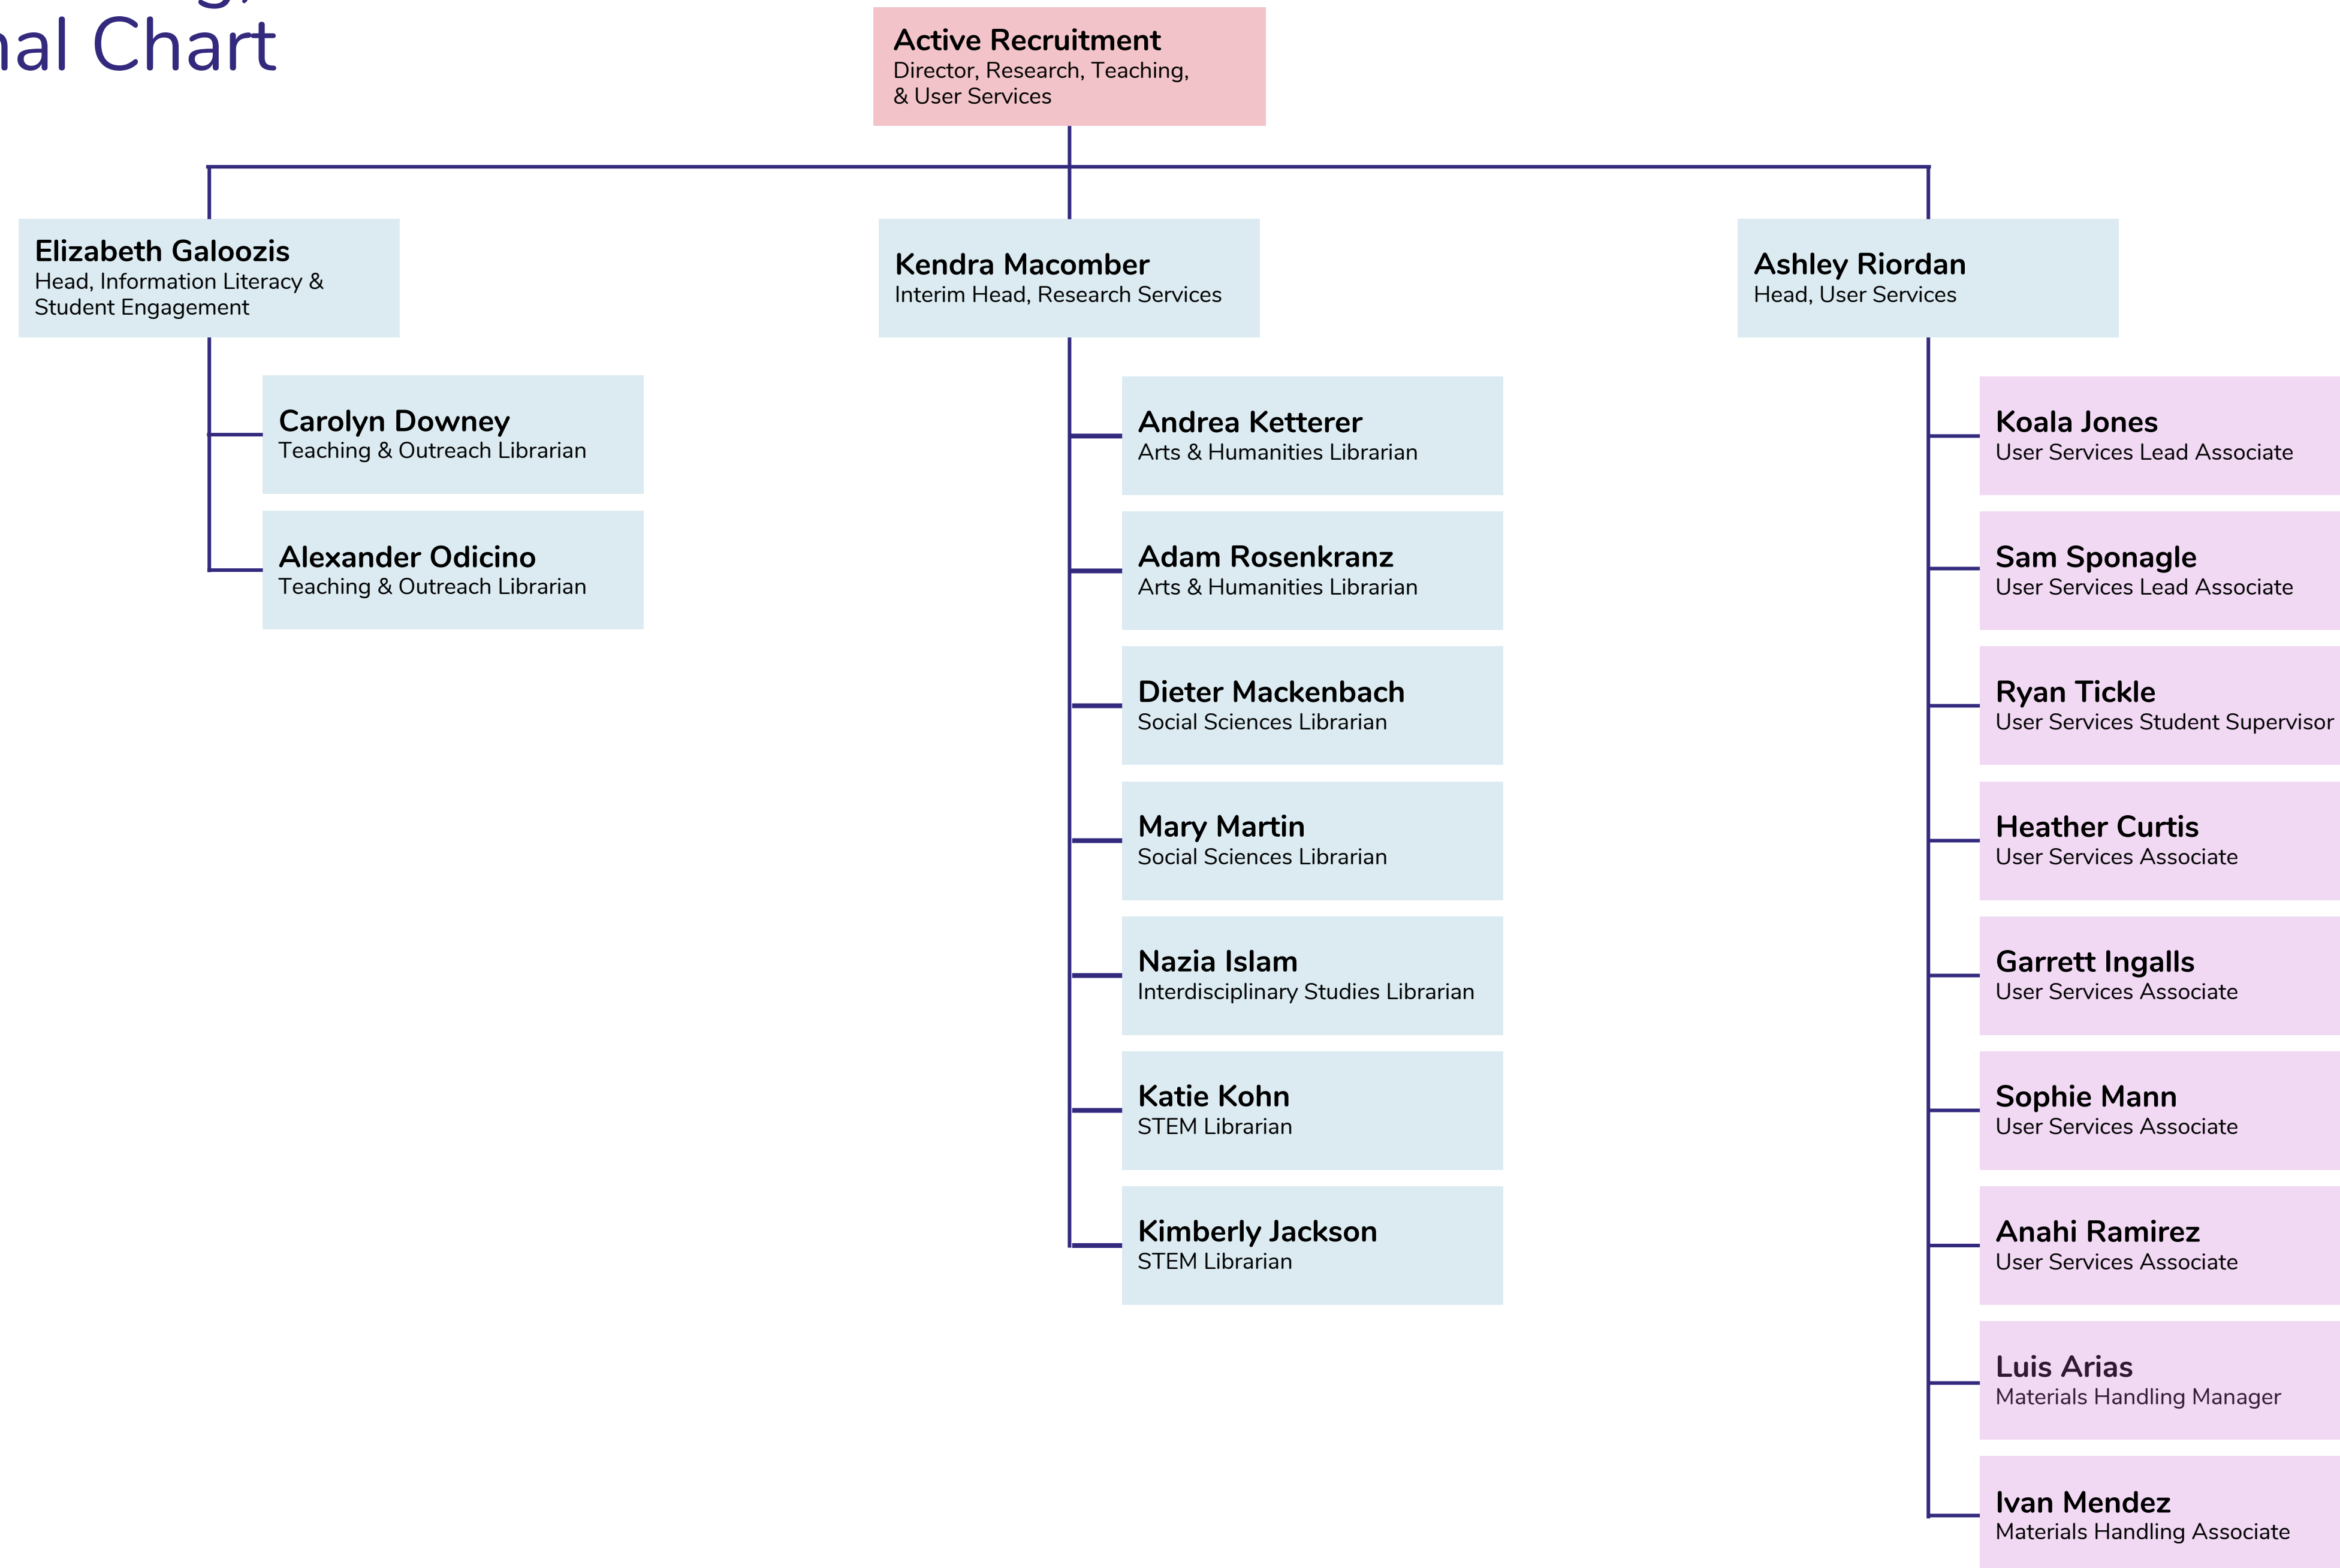 Chart
Active Recruitment
Director, Research, Teaching,
& User Services
Elizabeth Galoozis
Head, Information Literacy &
Student Engagement
Carolyn Downey
Teaching & Outreach Librarian
Alexander Odicino
Teaching & Outreach Librarian
Kendra Macomber
Interim Head, Research Services
Andrea Ketterer
Arts & Humanities Librarian
Adam Rosenkranz
Arts & Humanities Librarian
Dieter Mackenbach
Social Sciences Librarian
Mary Martin
Social Sciences Librarian
Nazia Islam
Interdisciplinary Studies Librarian
Katie Kohn
STEM Librarian
Kimberly Jackson
STEM Librarian
Ashley Riordan
Head, User Services
Koala Jones
User Services Lead Associate
Sam Sponagle
User Services Lead Associate
Ryan Tickle
User Services Student Supervisor
Heather Curtis
User Services Associate
Garrett Ingalls
User Services Associate
Sophie Mann
User Services Associate
Anahi Ramirez
User Services Associate
Luis Arias
Materials Handling Manager
Ivan Mendez
Materials Handling Associate